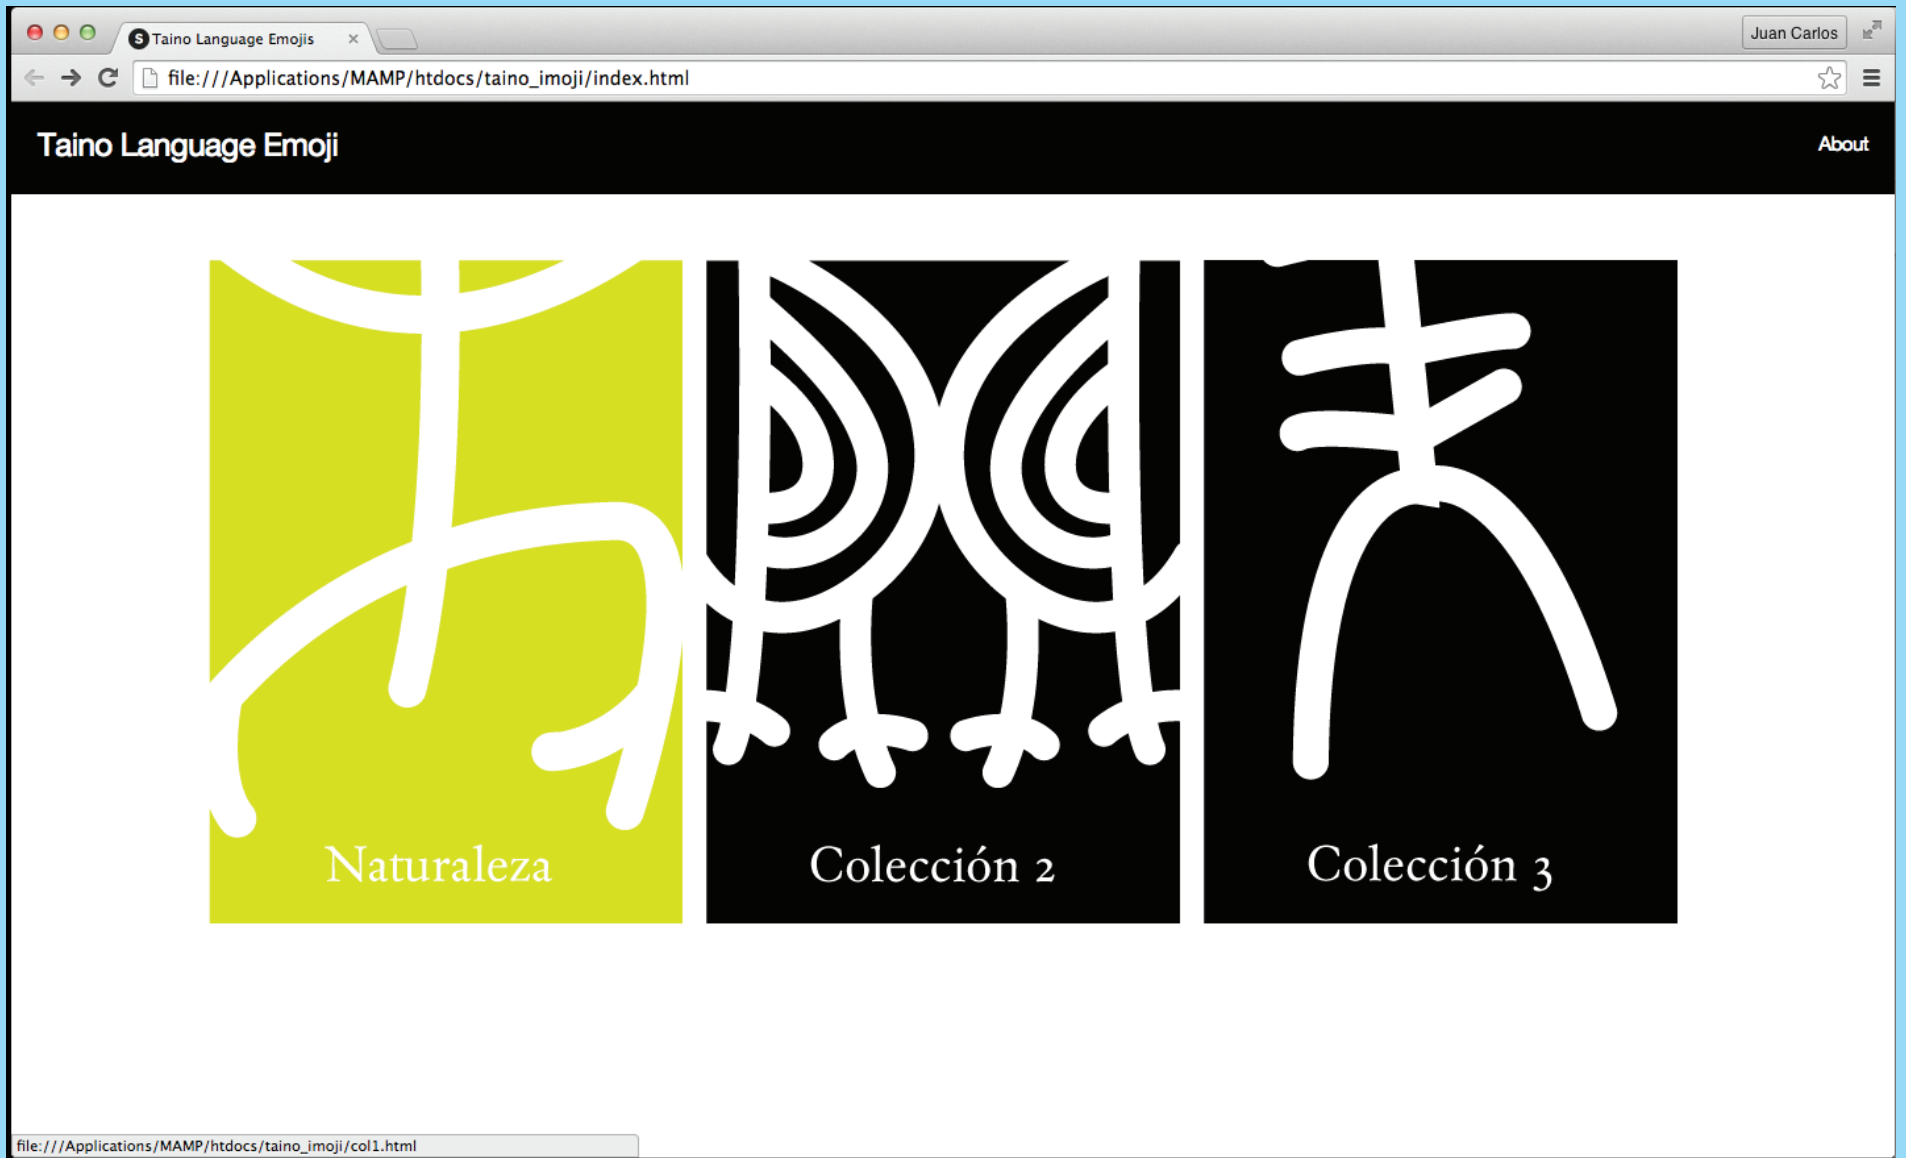 Taino Language Emojis
Juan Carlos
file:///Applications/MAMP/htdocs/taino_imoji/index.html
Taino Language Emoji
About
Naturaleza
Colección 2
Colección 3
file:///Applications/MAMP/htdocs/taino_imoji/col1.html